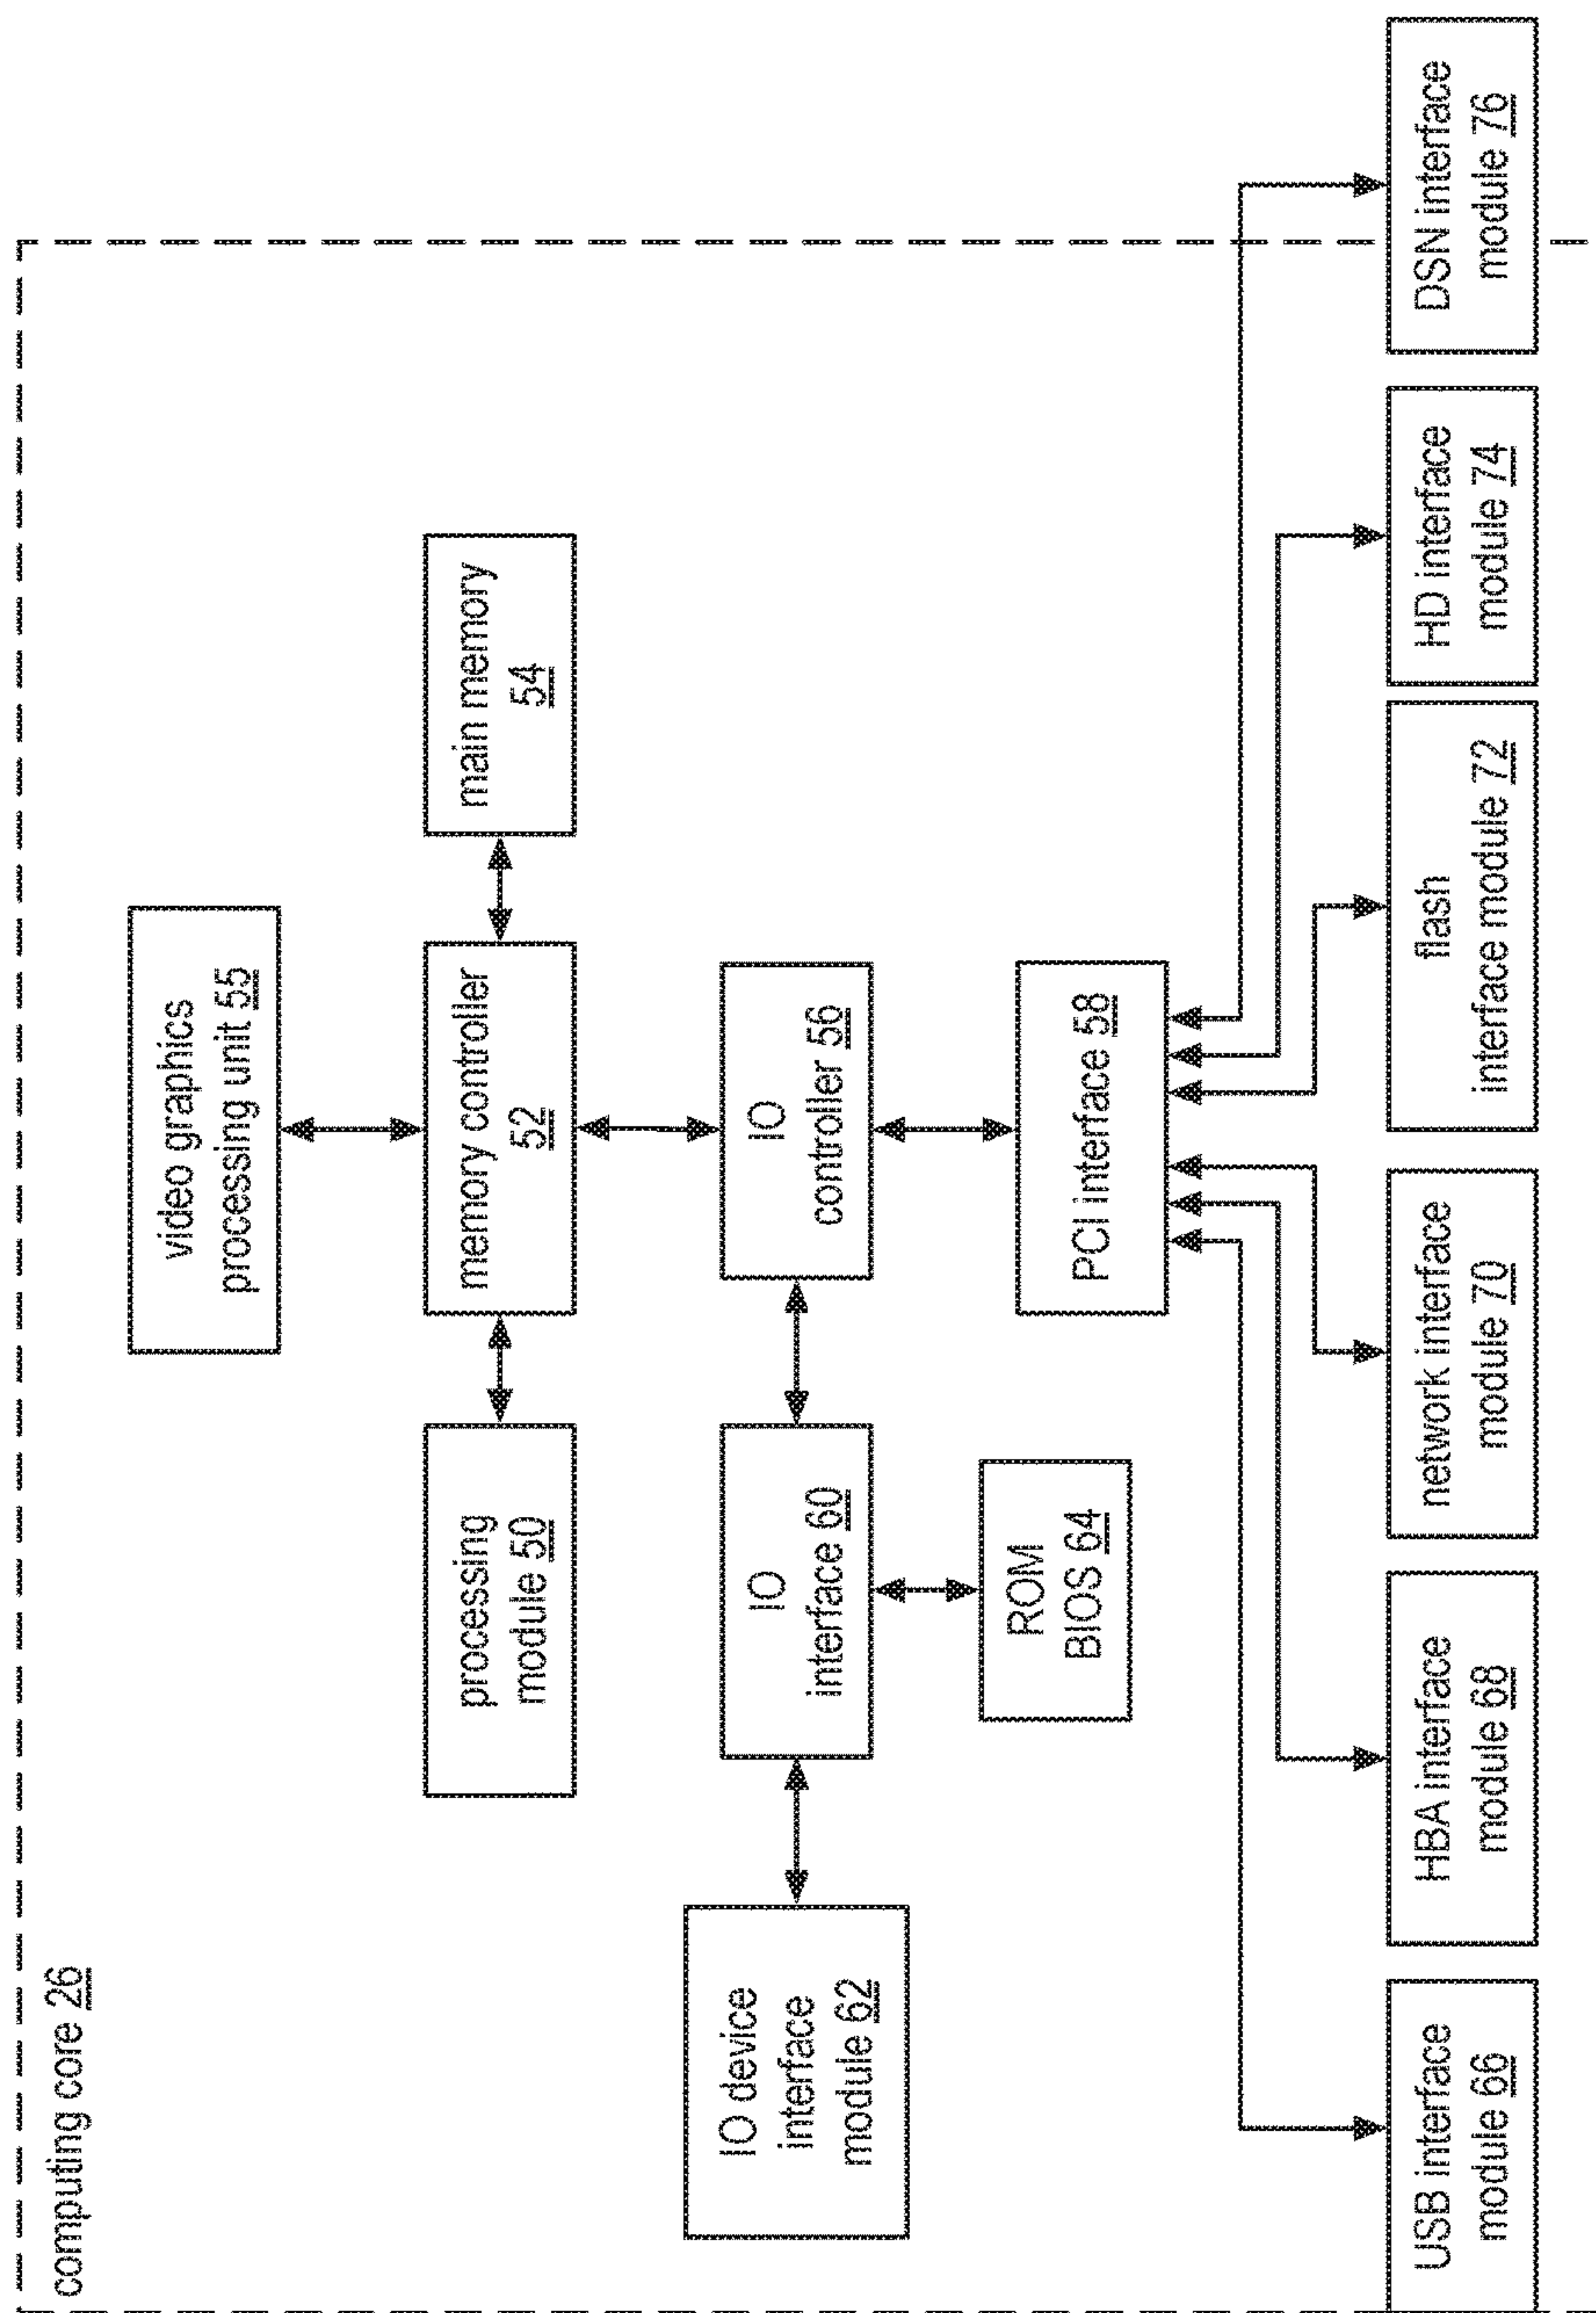 computing core 26
video graphics
processing unit 55
processing
module 50
memory controller
52
main memory
54
IO device
interface
module 62
IO
interface 60
IO
controller 56
ROM
BIOS 64
PCI interface 58
USB interface
module 66
HBA interface
module 68
network interface
module 70
flash
interface module 72
HD interface
module 74
DSN interface
module 76